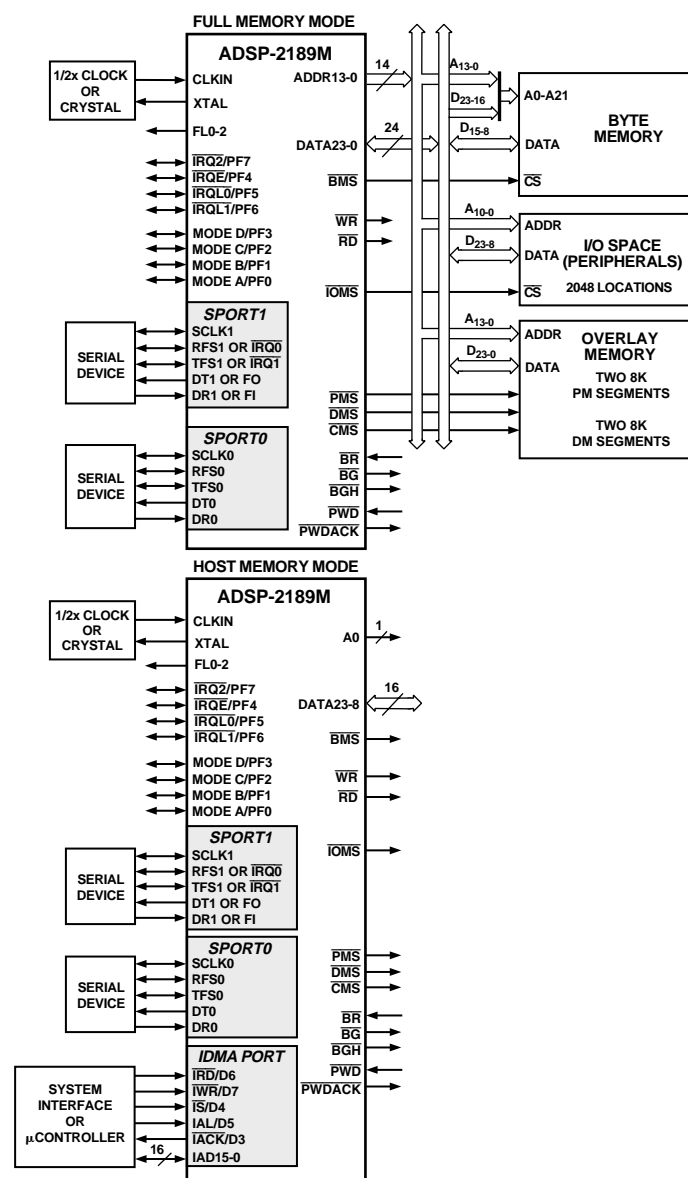 FULL MEMORY MODE
ADSP-2189M
1/2x CLOCK
OR
CRYSTAL
CLKIN
XTAL
FL0-2
IRQ2/PF7
IRQE/PF4
IRQL0/PF5
IRQL1/PF6
MODE D/PF3
MODE C/PF2
MODE B/PF1
MODE A/PF0
SPORT1
SERIAL
DEVICE
SCLK1
RFS1 OR IRQ0
TFS1 OR IRQ1
DT1 OR FO
DR1 OR FI
SPORT0
SERIAL
DEVICE
SCLK0
RFS0
TFS0
DT0
DR0
ADDR13-0
14
DATA23-0
24
BMS
WR
RD
IOMS
PMS
DMS
CMS
BR
BG
BGH
PWD
PWDACK
A13-0
D23-16
D15-8
A0-A21
BYTE
MEMORY
DATA
CS
A10-0
D23-8
ADDR
I/O SPACE
(PERIPHERALS)
DATA
2048 LOCATIONS
CS
A13-0
D23-0
ADDR
OVERLAY
MEMORY
DATA
TWO 8K
PM SEGMENTS
TWO 8K
DM SEGMENTS
HOST MEMORY MODE
ADSP-2189M
1/2x CLOCK
OR
CRYSTAL
CLKIN
XTAL
FL0-2
IRQ2/PF7
IRQE/PF4
IRQL0/PF5
IRQL1/PF6
MODE D/PF3
MODE C/PF2
MODE B/PF1
MODE A/PF0
SPORT1
SERIAL
DEVICE
SCLK1
RFS1 OR IRQ0
TFS1 OR IRQ1
DT1 OR FO
DR1 OR FI
SPORT0
SERIAL
DEVICE
SCLK0
RFS0
TFS0
DT0
DR0
IDMA PORT
SYSTEM
INTERFACE
OR
µCONTROLLER
IRD/D6
IWR/D7
IS/D4
IAL/D5
IACK/D3
16
IAD15-0
A0
1
DATA23-8
16
BMS
WR
RD
IOMS
PMS
DMS
CMS
BR
BG
BGH
PWD
PWDACK